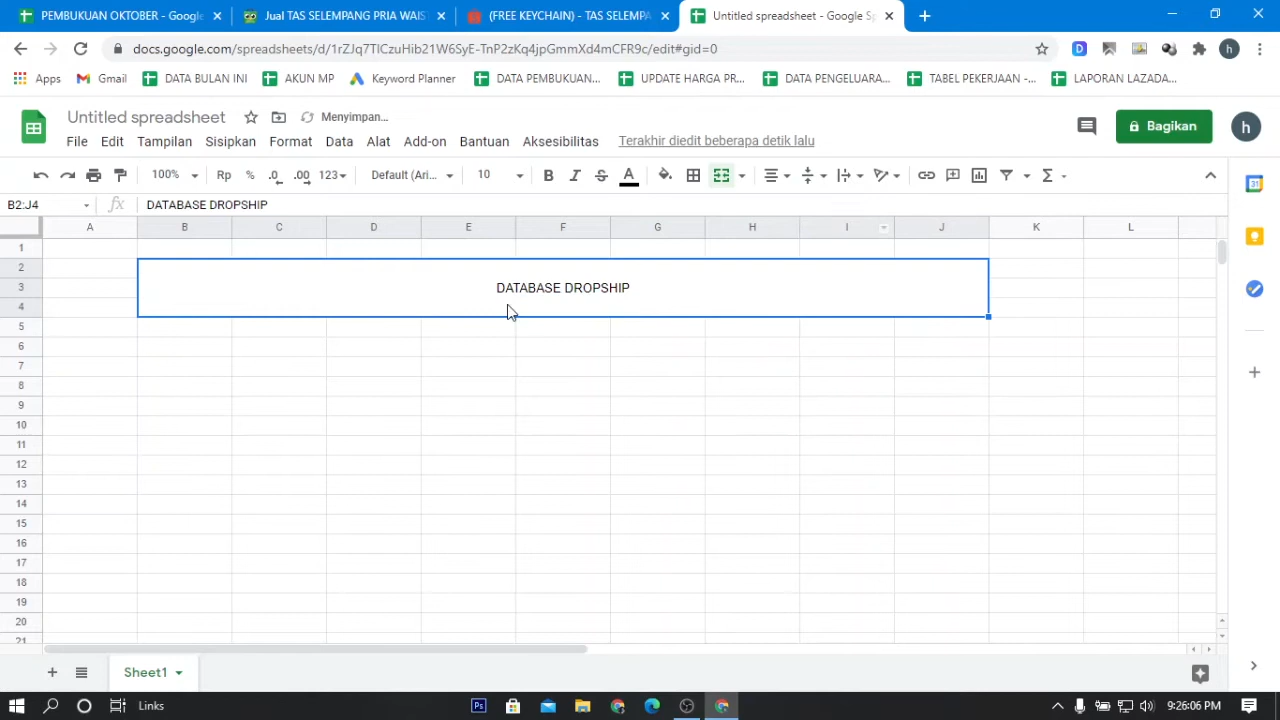 PEMBUKUAN OKTOBER - Google
Jual TAS SELEMPANG PRIA WAIS
(FREE KEYCHAIN) - TAS SELEMPA
Untitled spreadsheet - Google Sp
docs.google.com/spreadsheets/d/1rZJq7TlCzuHib21W6SyE-TnP2zKq4jpGmmXd4mCFR9c/edit#gid=0
Apps
Gmail
DATA BULAN INI
AKUN MP
Keyword Planner
DATA PEMBUKUAN...
UPDATE HARGA PR...
DATA PENGELUARA...
TABEL PEKERJAAN -...
LAPORAN LAZADA...
Untitled spreadsheet
Menyimpan...
Bagikan
h
File Edit Tampilan Sisipkan Format Data Alat Add-on Bantuan Aksesibilitas Terakhir diedit beberapa detik lalu
100% Rp % .0 .00 123 Default (Ari... 10 B I S A
B2:J4 fx DATABASE DROPSHIP
A B C D E F G H I J K L
1
2
3 DATABASE DROPSHIP
4
5
6
7
8
9
10
11
12
13
14
15
16
17
18
19
20
21
Sheet1
Links
9:26:06 PM